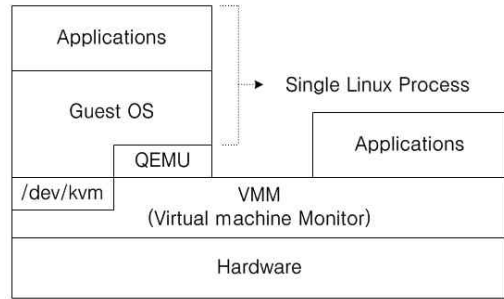 Applications
Single Linux Process
Guest OS
Applications
QEMU
/dev/kvm
VMM
(Virtual machine Monitor)
Hardware